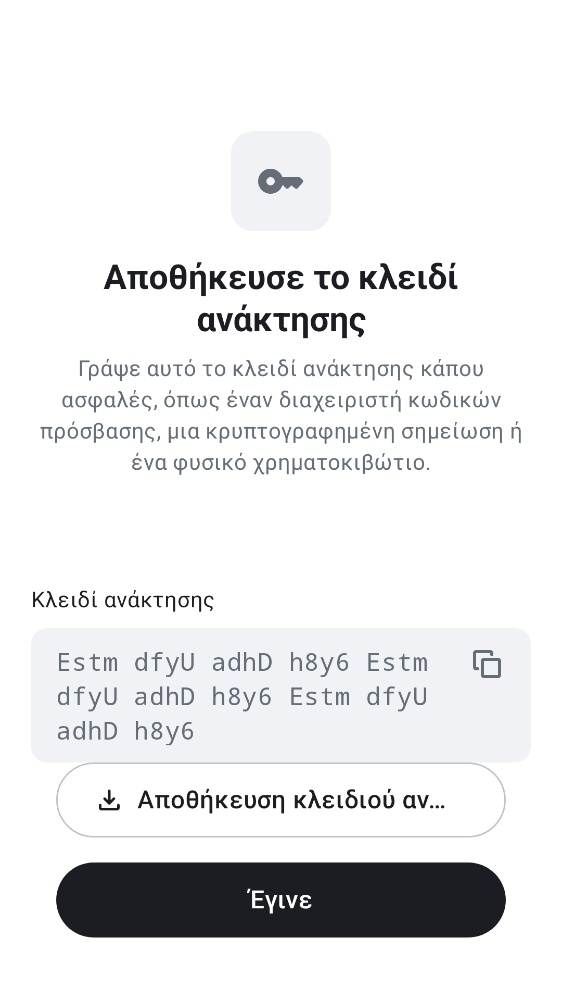 Αποθήκευσε το κλειδί
ανάκτησης
Γράψε αυτό το κλειδί ανάκτησης κάπου
ασφαλές, όπως έναν διαχειριστή κωδικών
πρόσβασης, μια κρυπτογραφημένη σημείωση ή
ένα φυσικό χρηματοκιβώτιο.
Κλειδί ανάκτησης
Estm dfyU adhD h8y6 Estm
dfyU adhD h8y6 Estm dfyU
adhD h8y6
Αποθήκευση κλειδιού αν…
Έγινε